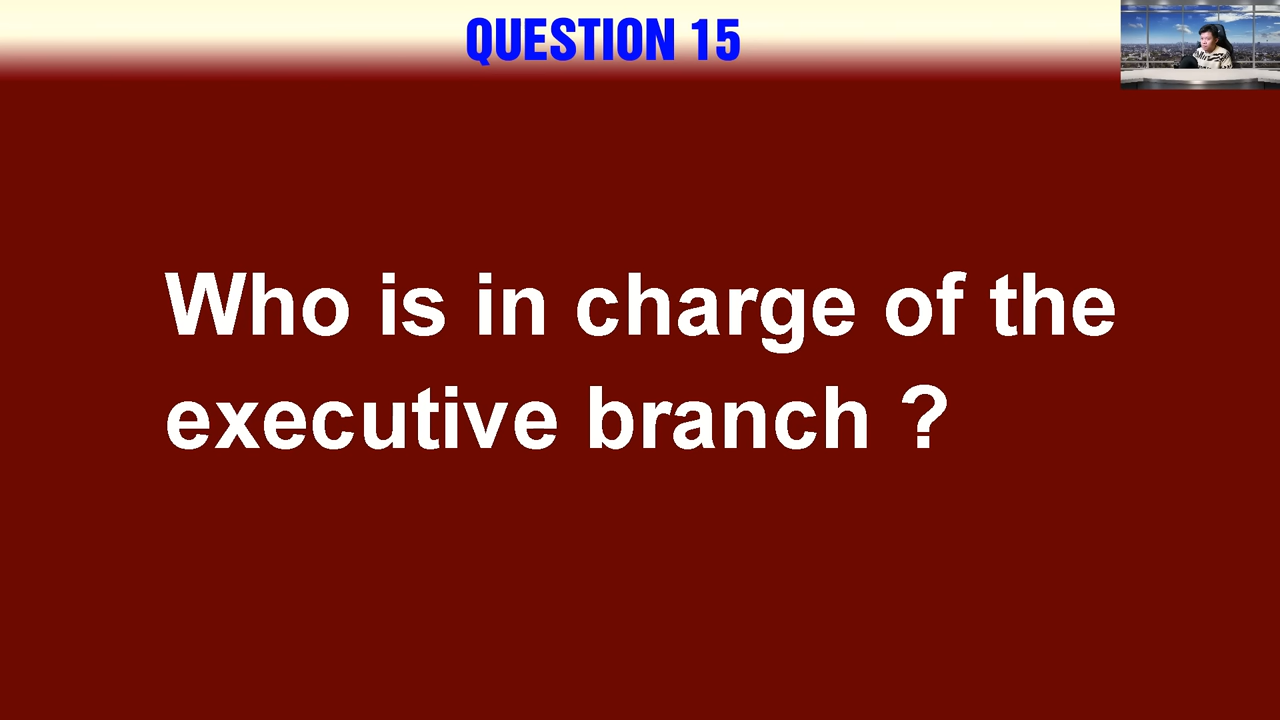 QUESTION 15
Who is in charge of the
executive branch ?